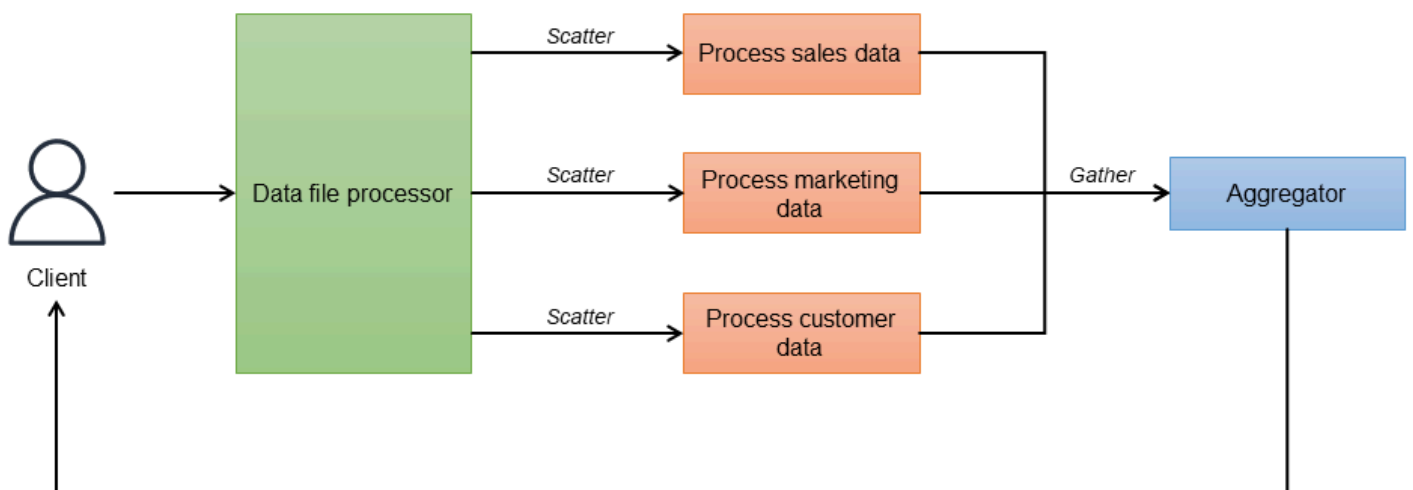 Scatter
Process sales data
Client
Data file processor
Scatter
Process marketing
data
Gather
Aggregator
Scatter
Process customer
data